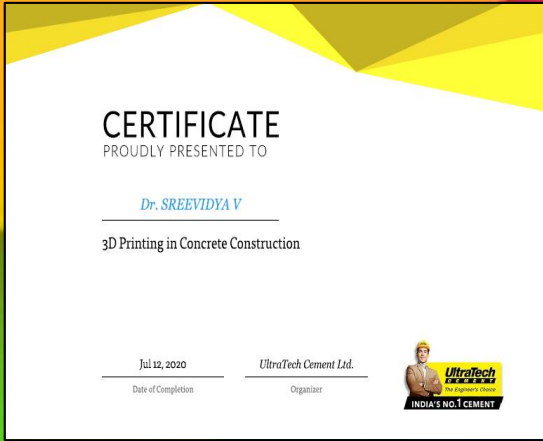 CERTIFICATE
PROUDLY PRESENTED TO
Dr. SREEVIDYA V
3D Printing in Concrete Construction
Jul 12, 2020
UltraTech Cement Ltd.
Date of Completion
Organizer
UltraTech
CEMENT
The Engineer's Choice
INDIA'S NO.1 CEMENT